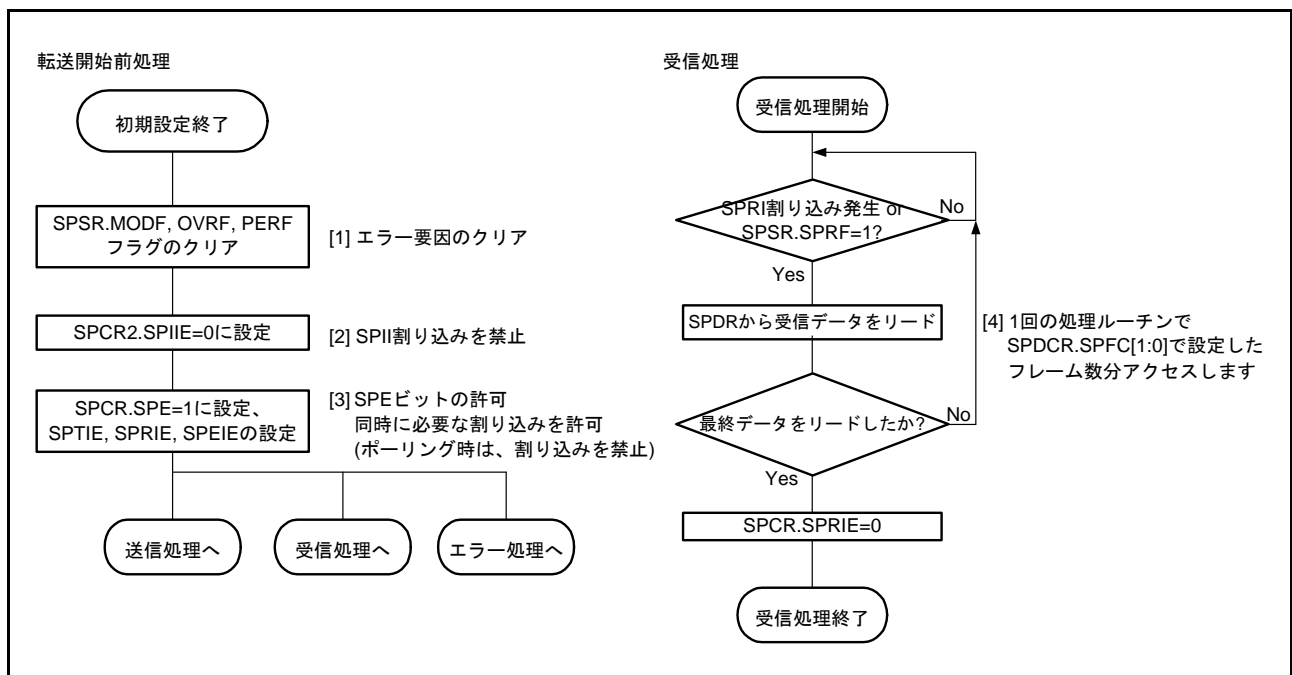 転送開始前処理
初期設定終了
SPSR.MODF, OVRF, PERF
フラグのクリア
[1] エラー要因のクリア
SPCR2.SPIIE=0に設定
[2] SPII割り込みを禁止
SPCR.SPE=1に設定、
SPTIE, SPRIE, SPEIEの設定
[3] SPEビットの許可
同時に必要な割り込みを許可
(ポーリング時は、割り込みを禁止)
送信処理へ
受信処理へ
エラー処理へ
受信処理
受信処理開始
SPRI割り込み発生 or
SPSR.SPRF=1?
No
Yes
SPDRから受信データをリード
[4] 1回の処理ルーチンで
SPDCR.SPFC[1:0]で設定した
フレーム数分アクセスします
最終データをリードしたか?
No
Yes
SPCR.SPRIE=0
受信処理終了